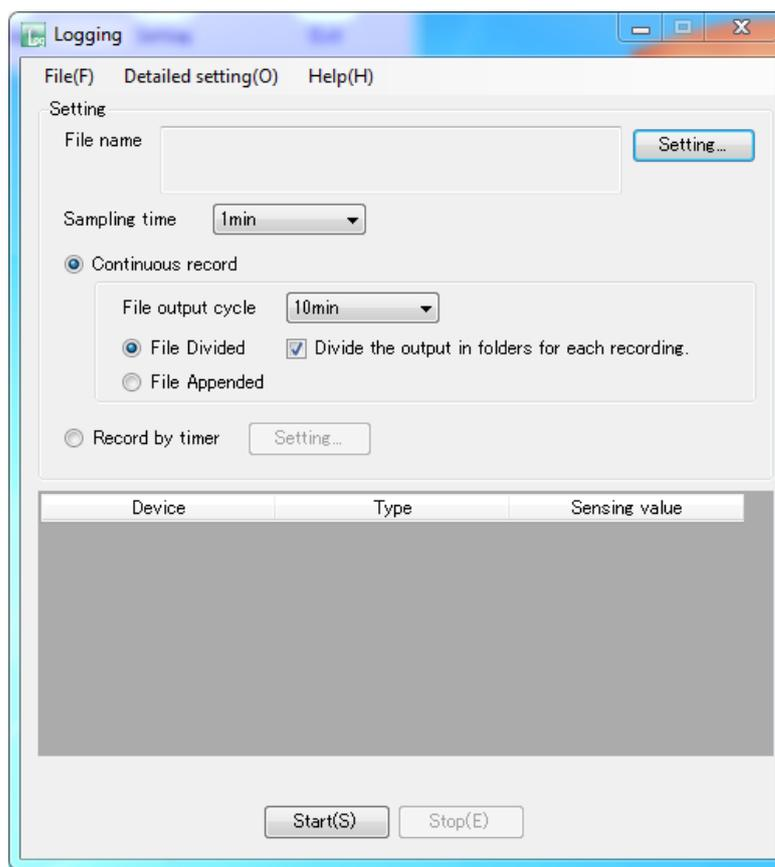 Logging
File(F) Detailed setting(O) Help(H)
Setting
File name Setting...
Sampling time 1min
Continuous record
File output cycle 10min
File Divided Divide the output in folders for each recording.
File Appended
Record by timer Setting...
Device Type Sensing value
Start(S) Stop(E)